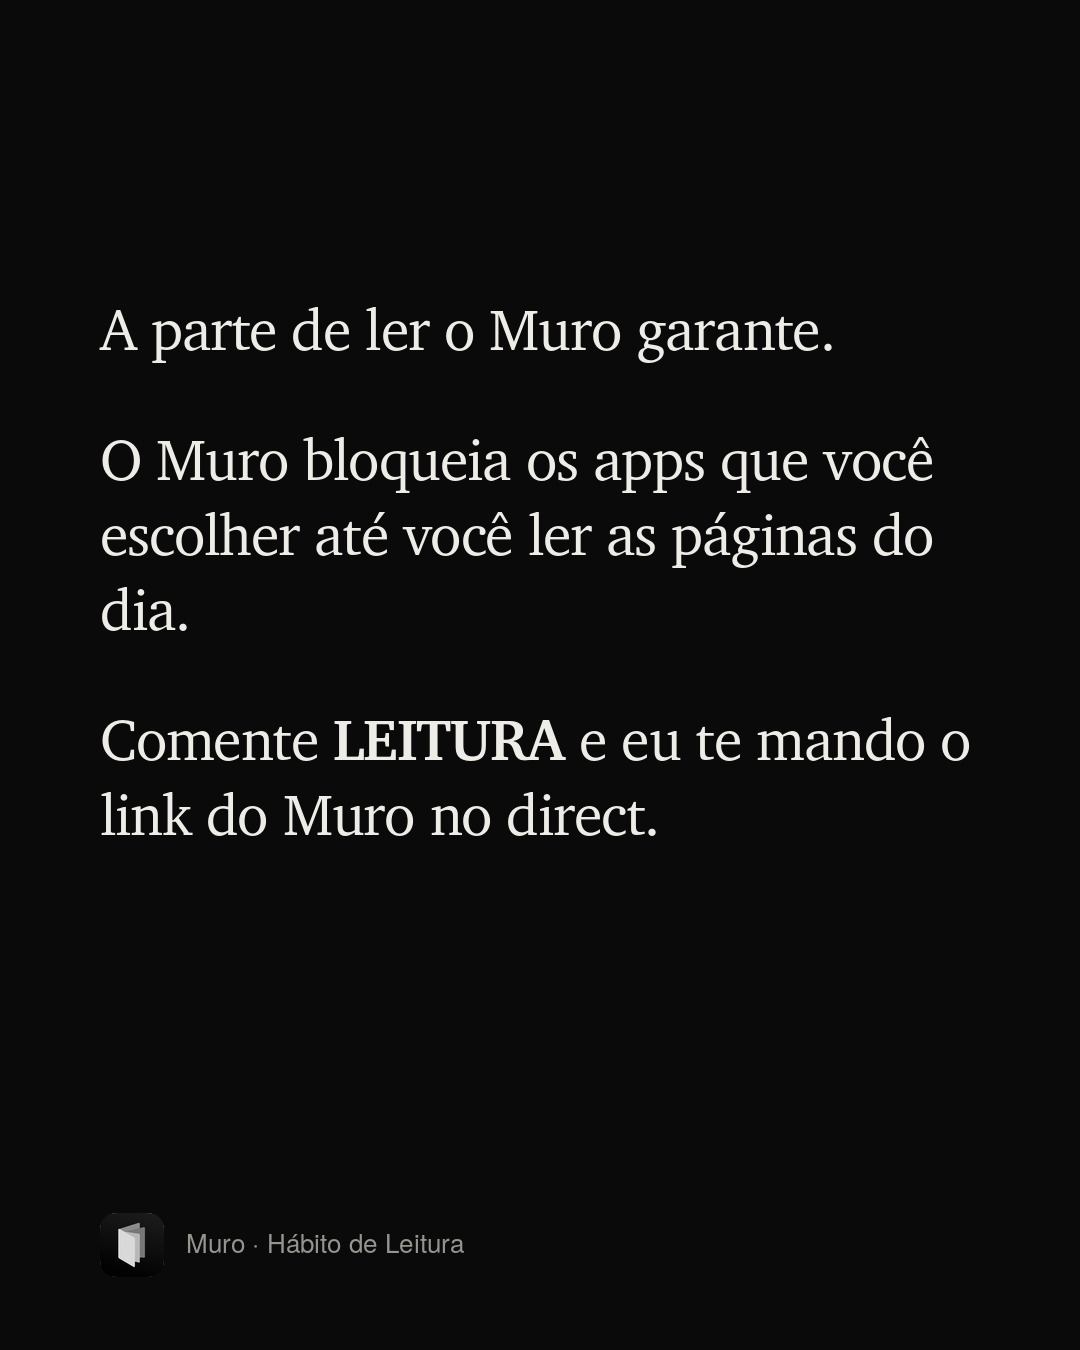 A parte de ler o Muro garante.
O Muro bloqueia os apps que você
escolher até você ler as páginas do
dia.
Comente LEITURA e eu te mando o
link do Muro no direct.
Muro · Hábito de Leitura